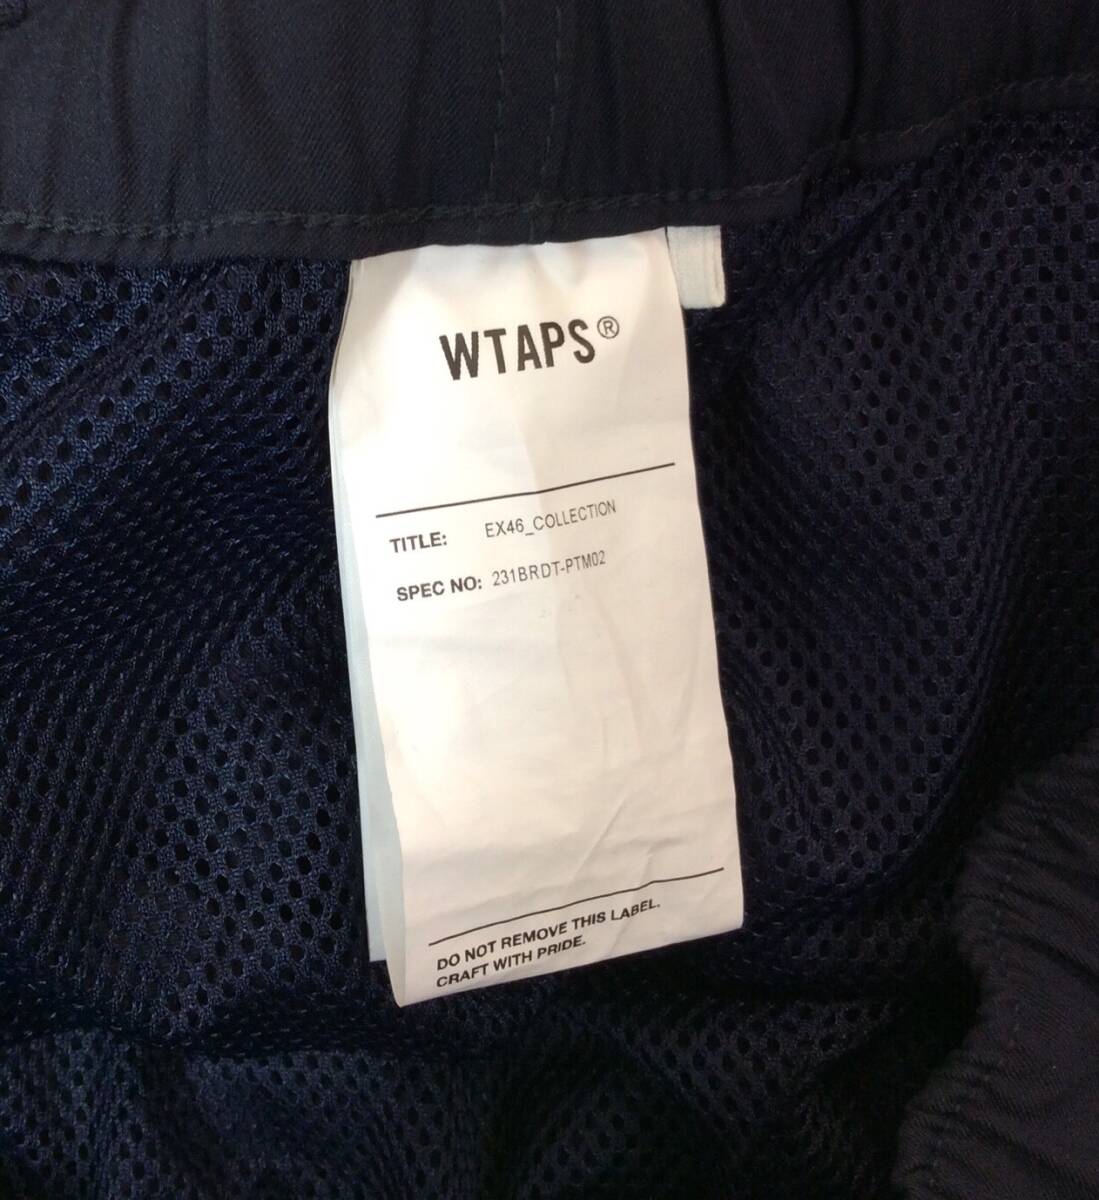 WTAPS®
TITLE: EX46_COLLECTION
SPEC NO: 231BRDT-PTM02
DO NOT REMOVE THIS LABEL.
CRAFT WITH PRIDE.